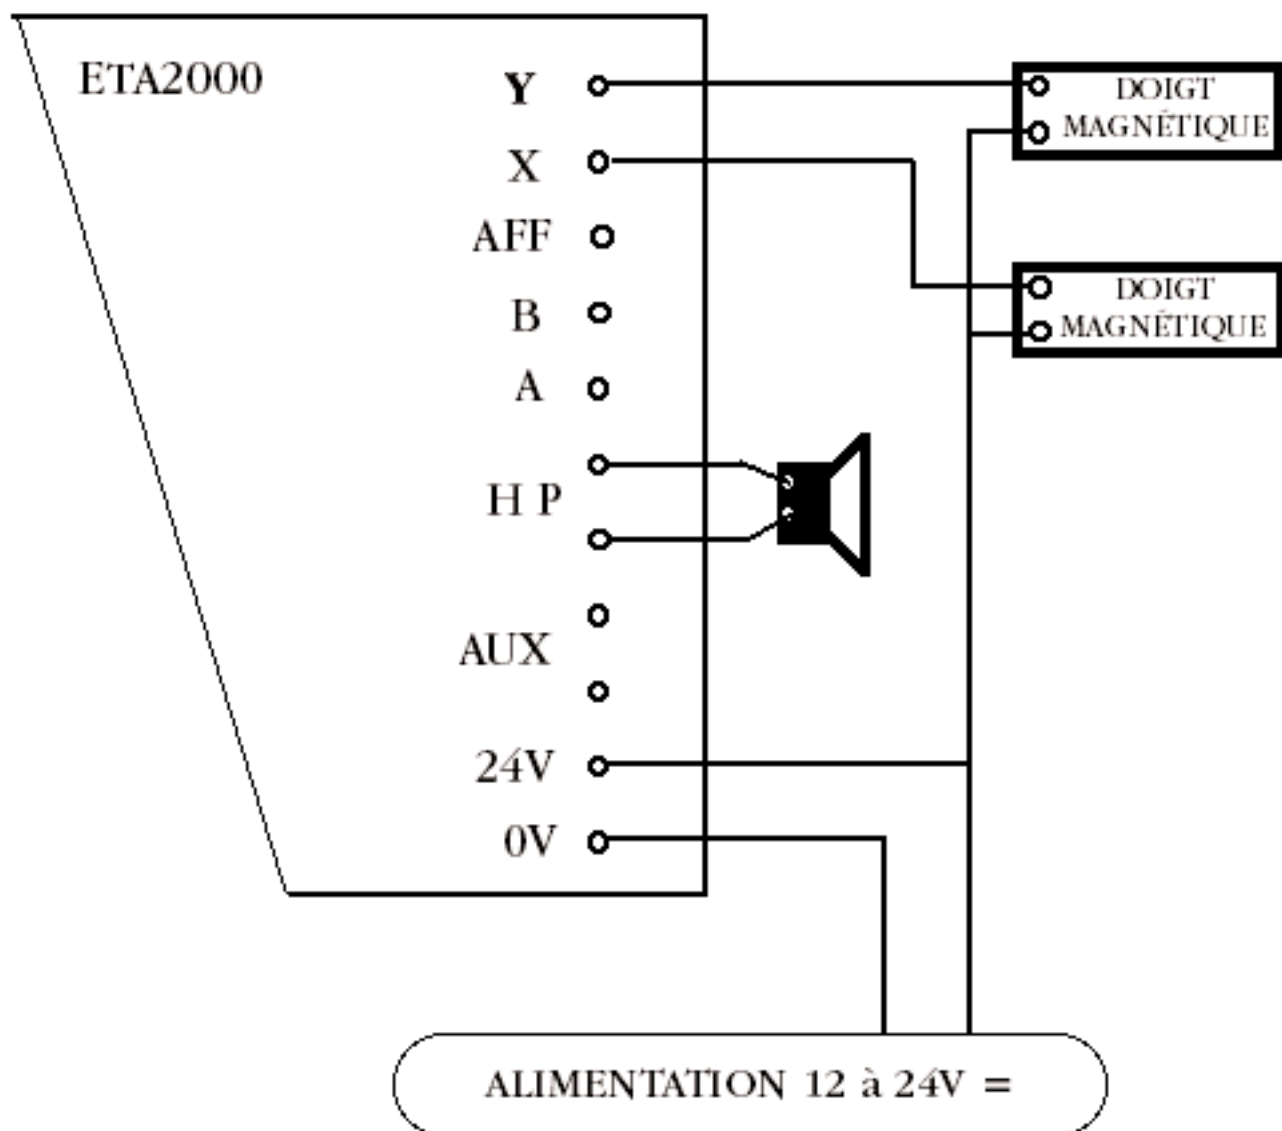 ETA2000
Y
X
AFF
B
A
H P
AUX
24V
0V
DOIGT
MAGNÉTIQUE
DOIGT
MAGNÉTIQUE
ALIMENTATION 12 à 24V =